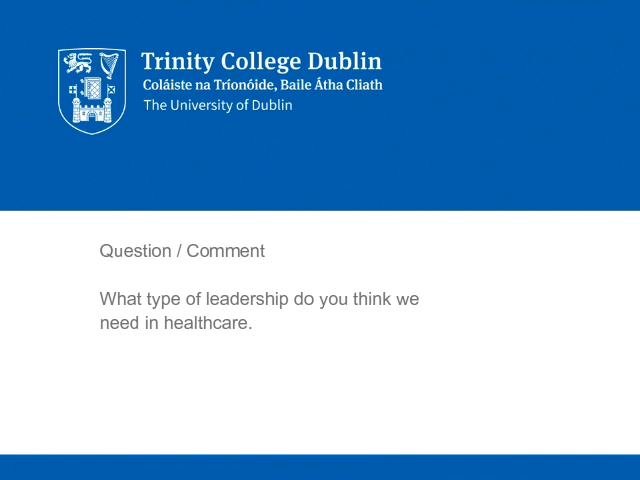 Trinity College Dublin
Coláiste na Tríonóide, Baile Átha Cliath
The University of Dublin
Question / Comment
What type of leadership do you think we
need in healthcare.